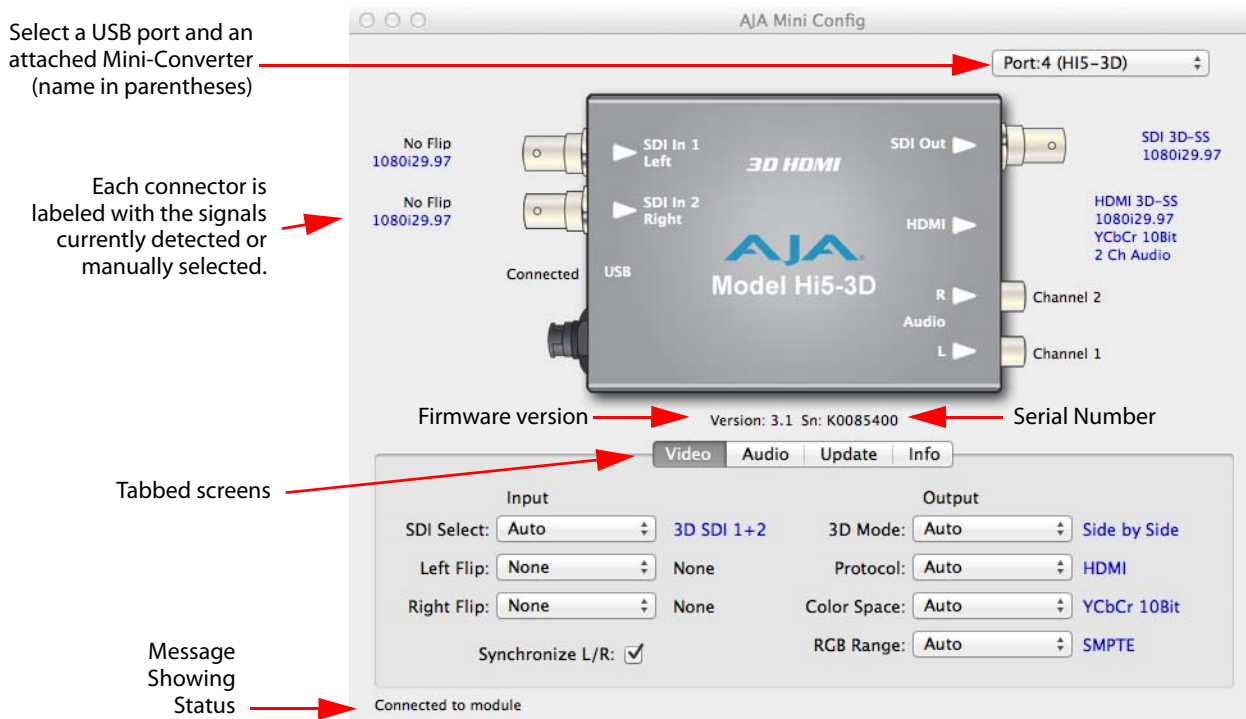 AJA Mini Config
Select a USB port and an
attached Mini-Converter
(name in parentheses)
Port:4 (HI5-3D)
No Flip
1080i29.97
SDI In 1
Left
3D HDMI
SDI Out
SDI 3D-SS
1080i29.97
Each connector is
labeled with the signals
currently detected or
manually selected.
No Flip
1080i29.97
SDI In 2
Right
HDMI
HDMI 3D-SS
1080i29.97
YCbCr 10Bit
2 Ch Audio
Connected
USB
AJA
Model Hi5-3D
R
Channel 2
Audio
L
Channel 1
Firmware version
Version: 3.1 Sn: K0085400
Serial Number
Tabbed screens
Video Audio Update Info
Input
Output
SDI Select: Auto 3D SDI 1+2
3D Mode: Auto Side by Side
Left Flip: None None
Protocol: Auto HDMI
Right Flip: None None
Color Space: Auto YCbCr 10Bit
Synchronize L/R:
RGB Range: Auto SMPTE
Message
Showing
Status
Connected to module